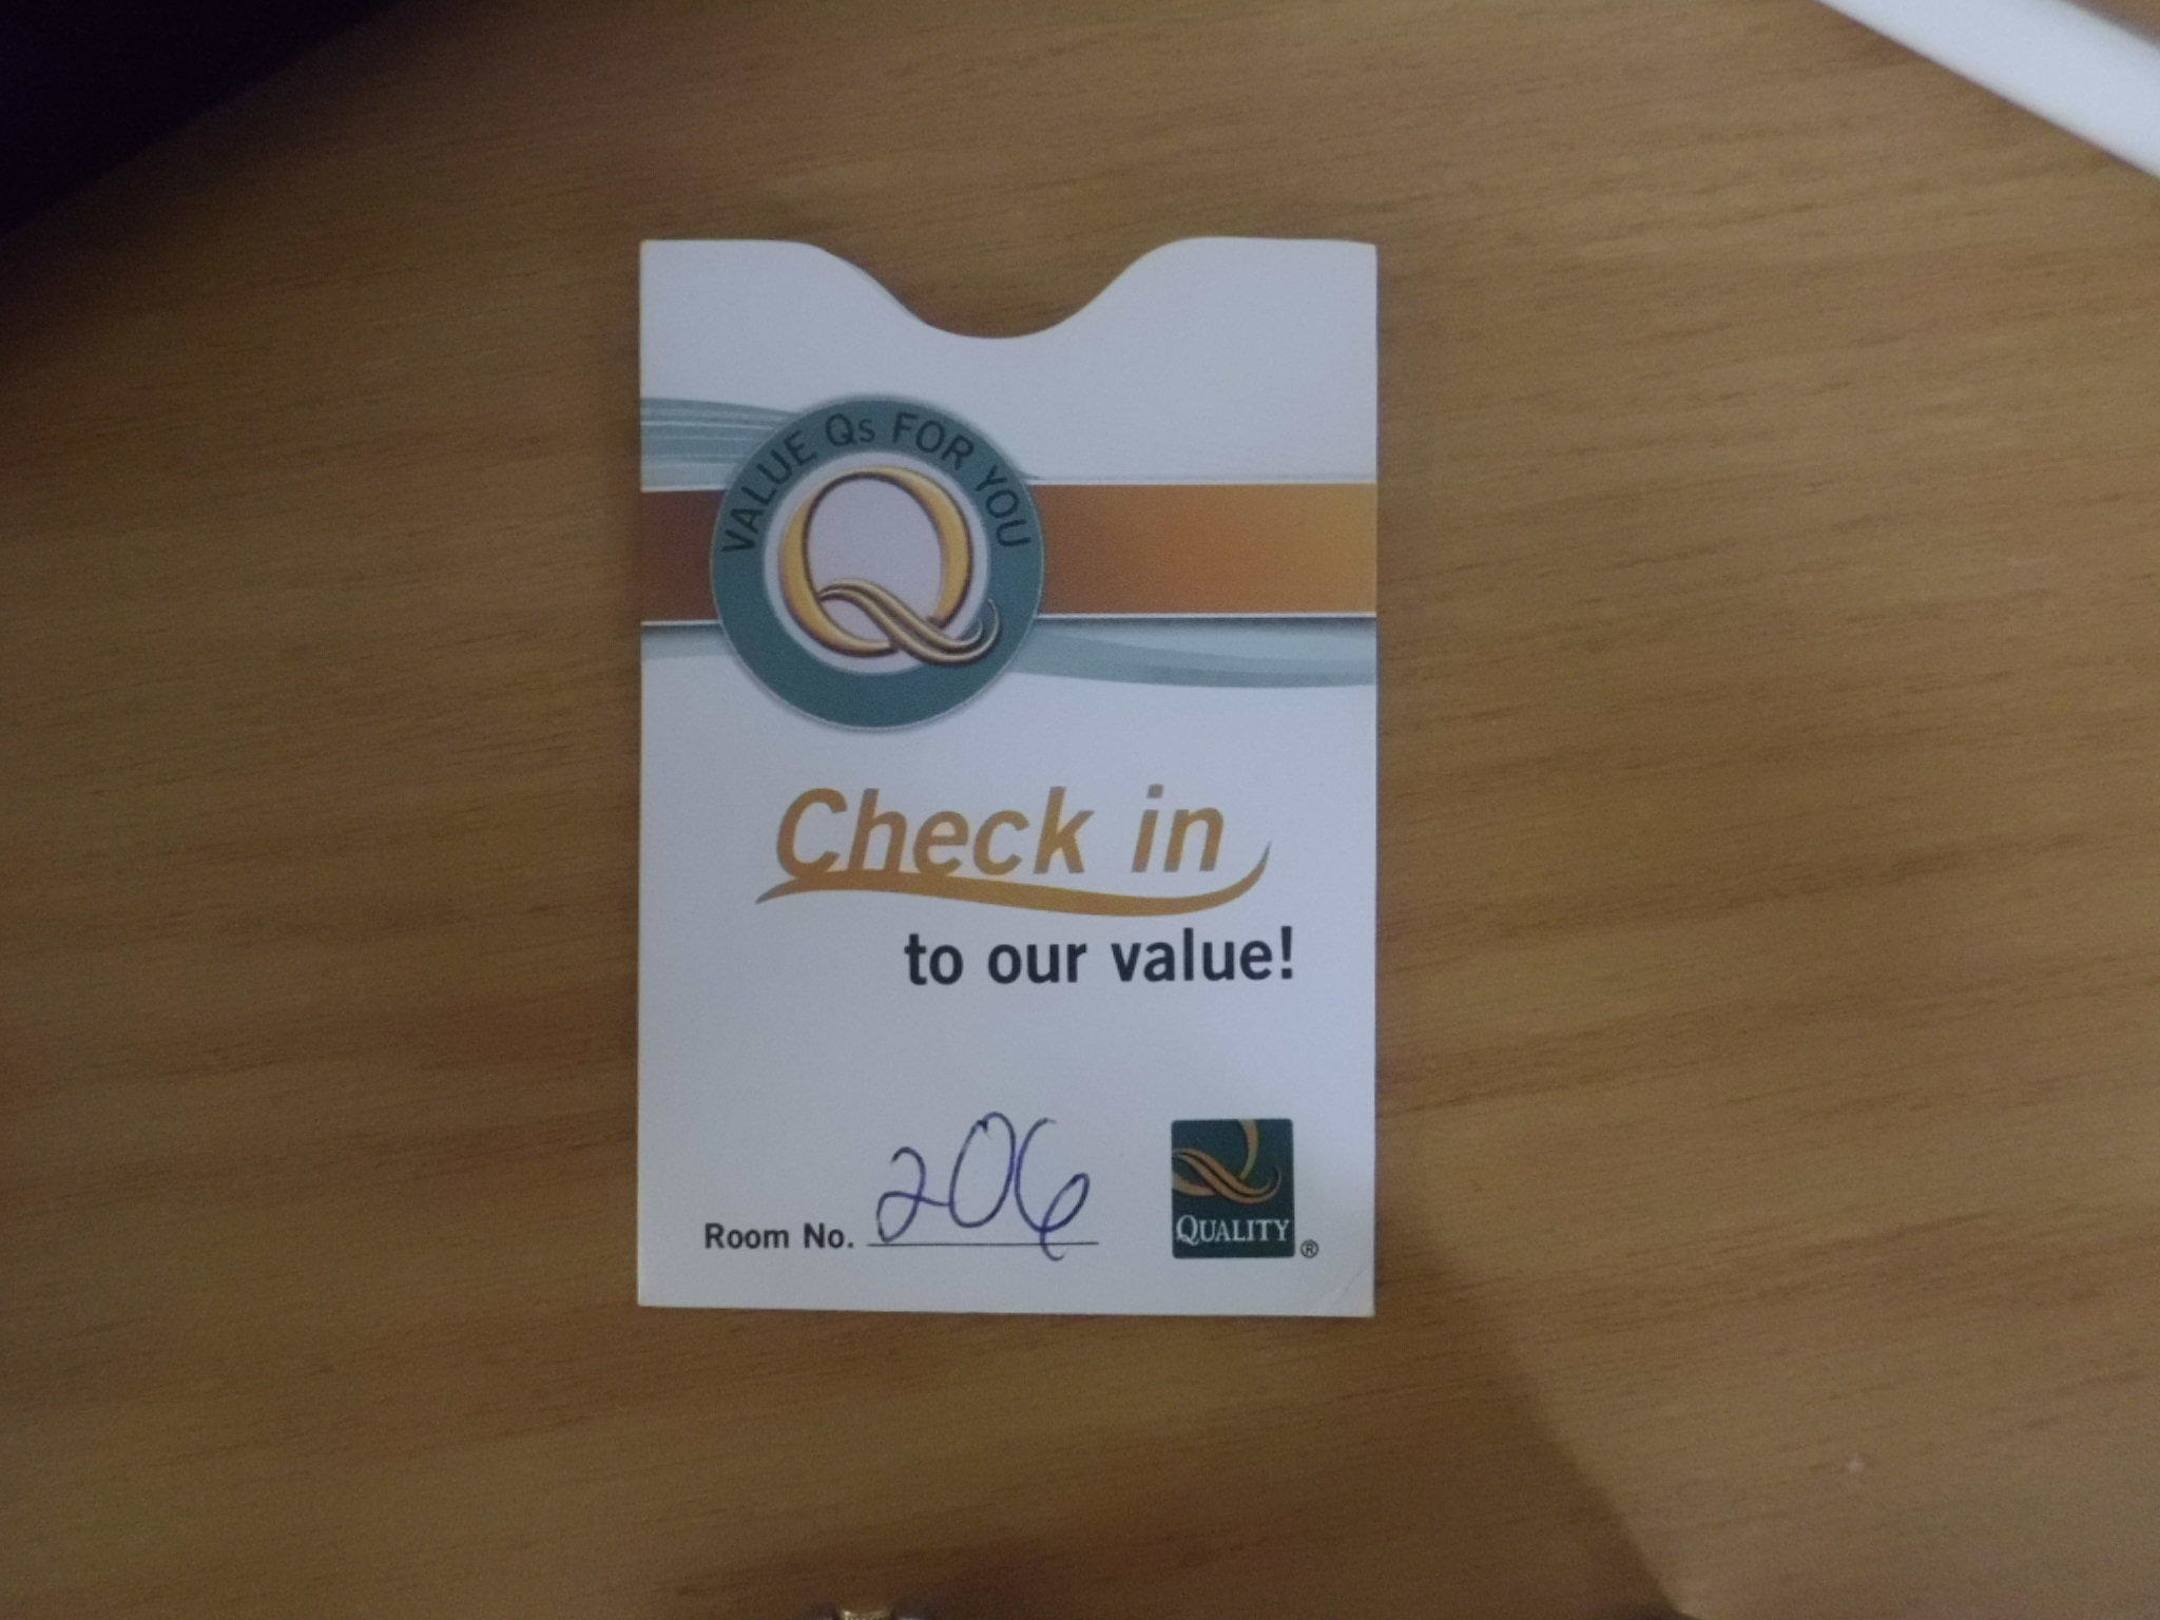 VALUE Qs FOR YOU
Check in
to our value!
Room No. 206
QUALITY ®